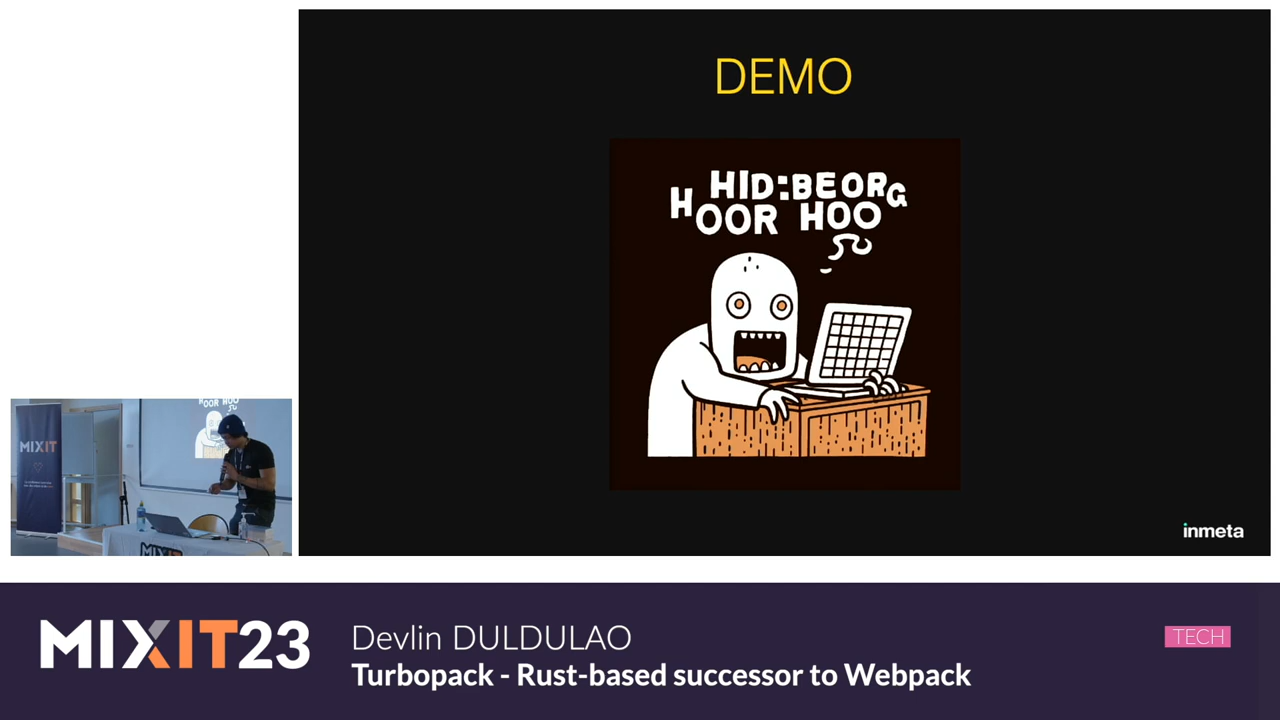 DEMO
HID:BEORG
HOOR HOO
inmeta
HOOR HOO
MIXIT
MIXIT
MIXIT23
Devlin DULDULAO
TECH
Turbopack - Rust-based successor to Webpack